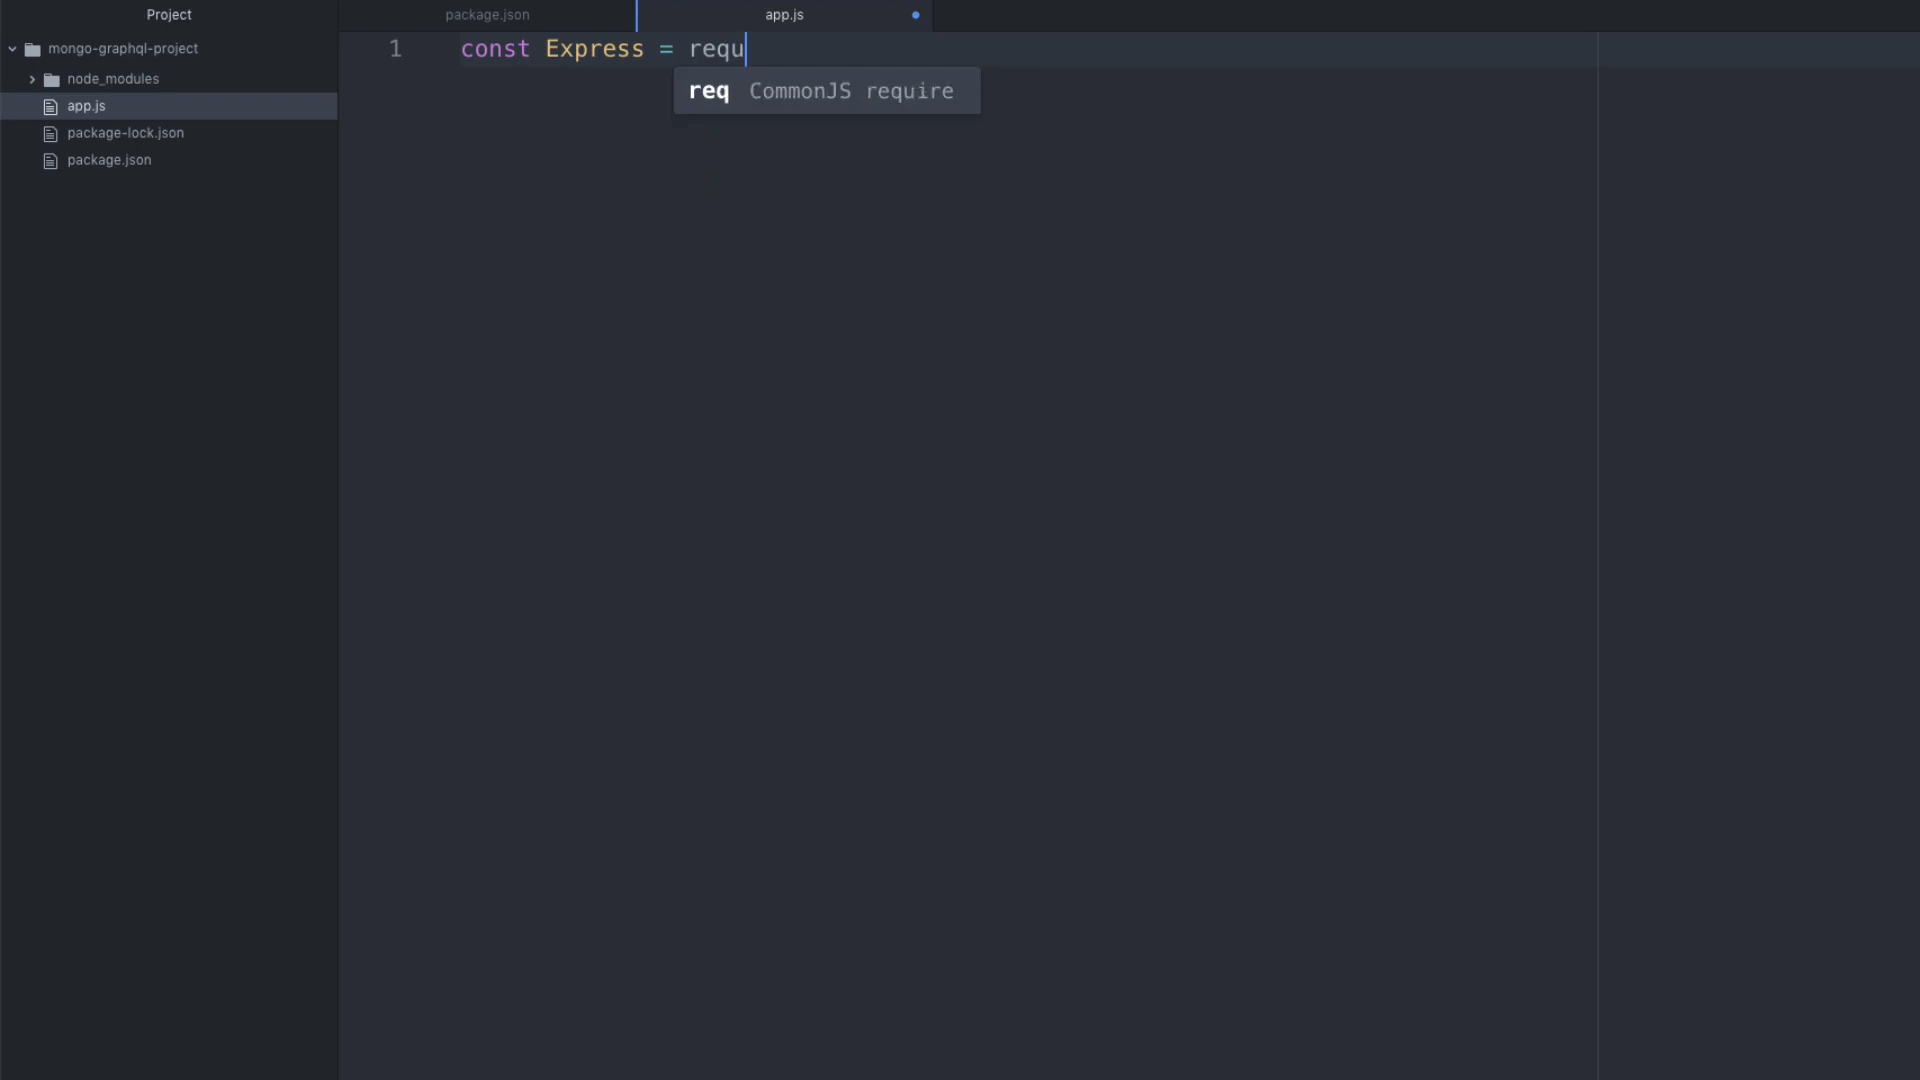 Project
mongo-graphql-project
node_modules
app.js
package-lock.json
package.json
package.json
app.js
1 const Express = requ
req CommonJS require